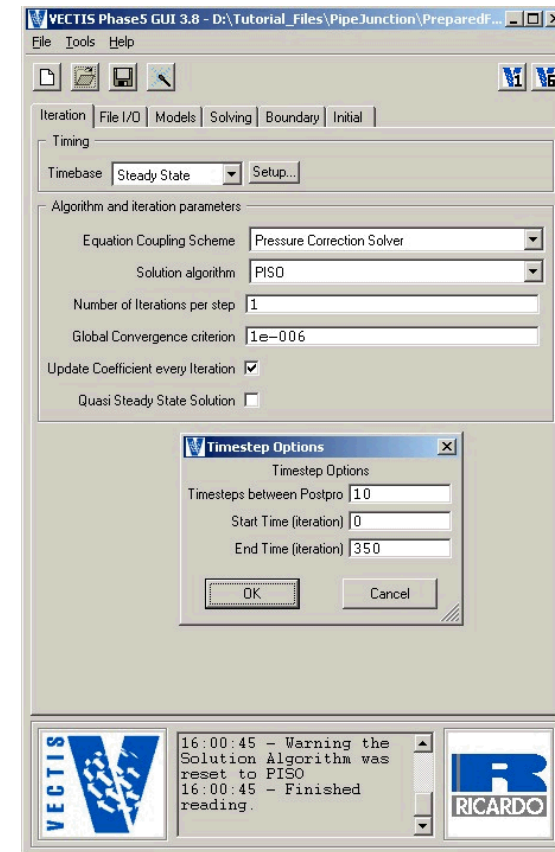 VECTIS Phase5 GUI 3.8 - D:\Tutorial_Files\PipeJunction\PreparedF...
File Tools Help
Iteration File I/O Models Solving Boundary Initial
Timing
Timebase Steady State Setup...
Algorithm and iteration parameters
Equation Coupling Scheme Pressure Correction Solver
Solution algorithm PISO
Number of Iterations per step 1
Global Convergence criterion 1e-006
Update Coefficient every Iteration
Quasi Steady State Solution
Timestep Options
Timestep Options
Timesteps between Postpro 10
Start Time (iteration) 0
End Time (iteration) 350
OK Cancel
VECTIS
16:00:45 - Warning the
Solution Algorithm was
reset to PISO
16:00:45 - Finished
reading.
RICARDO